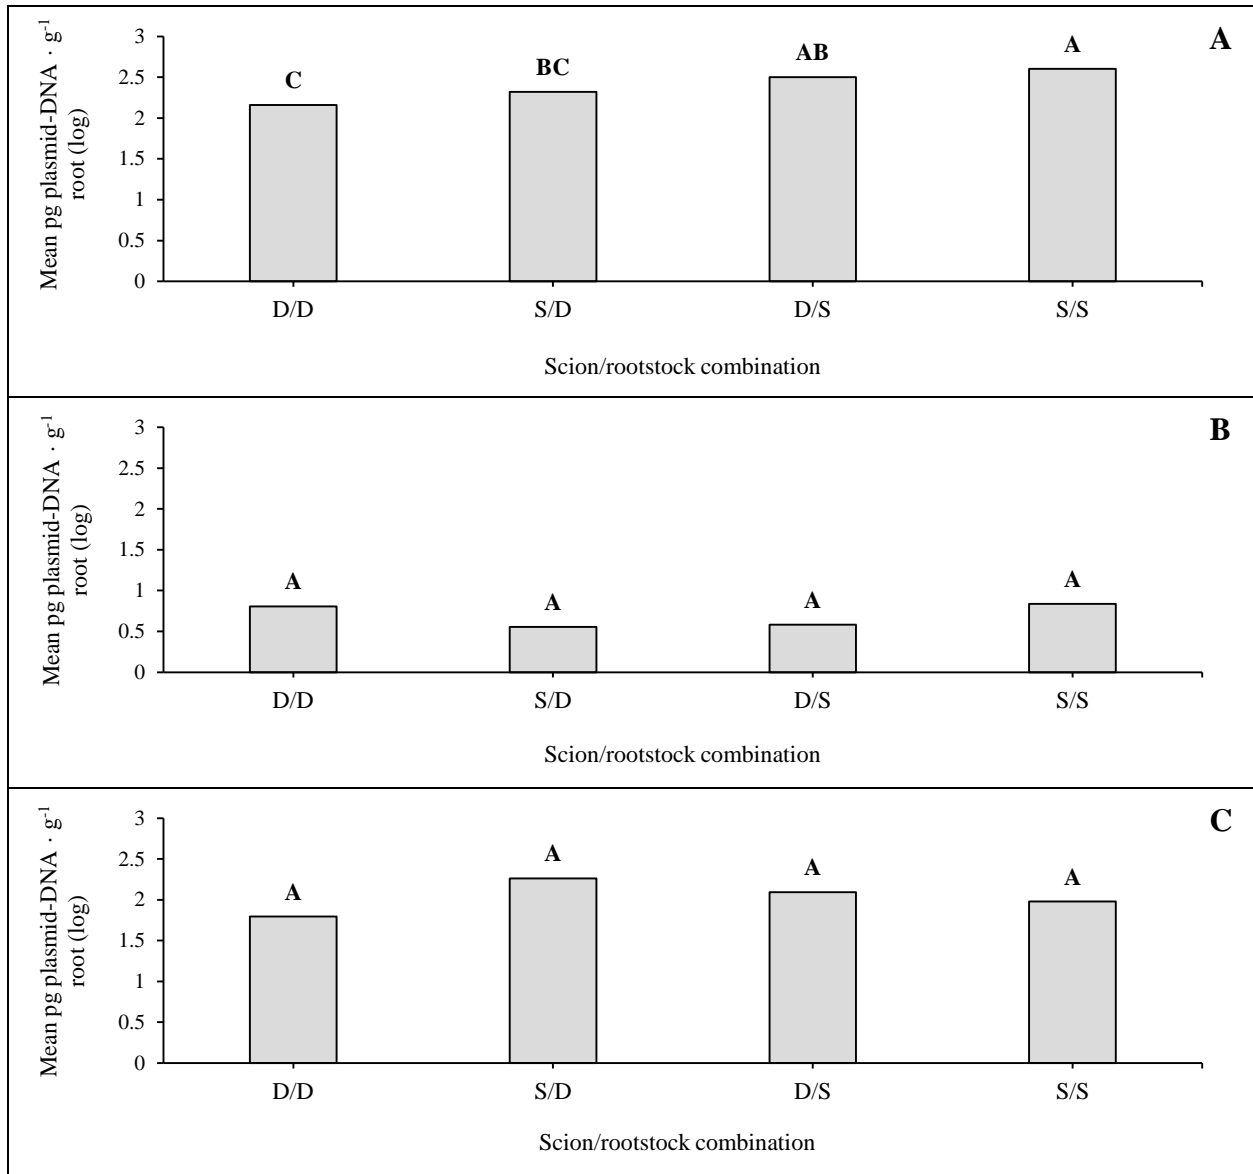 A
Mean pg plasmid-DNA · g⁻¹
root (log)
3
2.5
2
1.5
1
0.5
0
C
BC
AB
A
D/D
S/D
D/S
S/S
Scion/rootstock combination
B
Mean pg plasmid-DNA · g⁻¹
root (log)
3
2.5
2
1.5
1
0.5
0
A
A
A
A
D/D
S/D
D/S
S/S
Scion/rootstock combination
C
Mean pg plasmid-DNA · g⁻¹
root (log)
3
2.5
2
1.5
1
0.5
0
A
A
A
A
D/D
S/D
D/S
S/S
Scion/rootstock combination